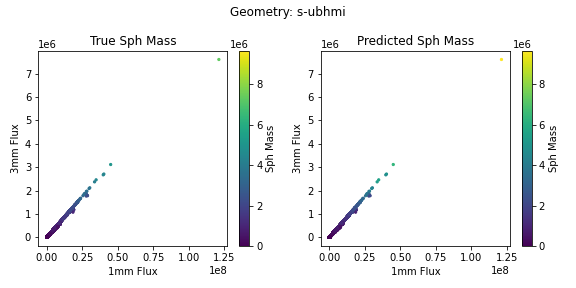 Geometry: s-ubhmi
True Sph Mass
1e6
7
6
5
4
3
2
1
0
3mm Flux
0.00 0.25 0.50 0.75 1.00 1.25
1e8
1mm Flux
1e6
8
6
4
2
0
Sph Mass
Predicted Sph Mass
1e6
7
6
5
4
3
2
1
0
3mm Flux
0.00 0.25 0.50 0.75 1.00 1.25
1e8
1mm Flux
1e6
8
6
4
2
0
Sph Mass